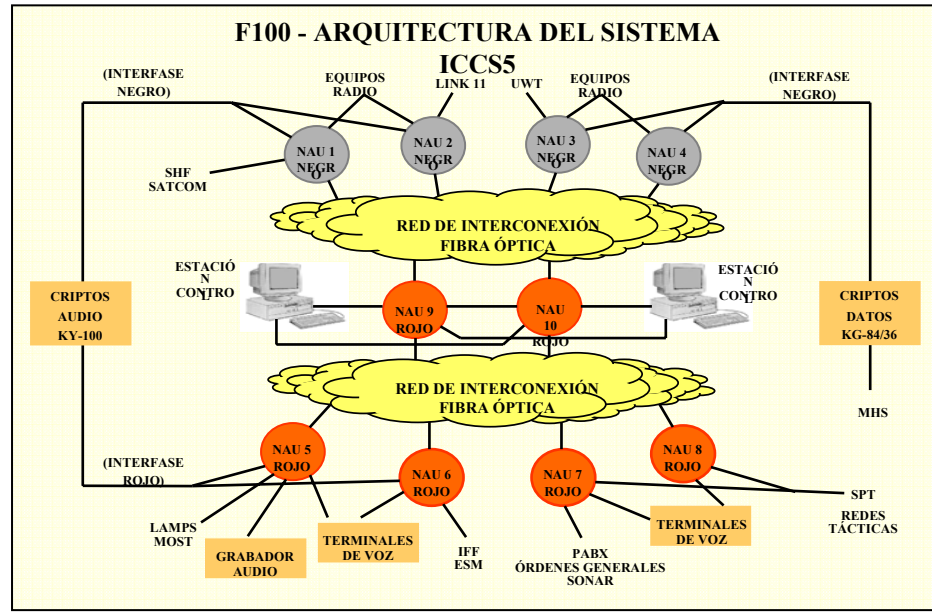 F100 - ARQUITECTURA DEL SISTEMA
ICCS5
(INTERFASE
NEGRO)
EQUIPOS
RADIO
LINK 11
UWT
EQUIPOS
RADIO
(INTERFASE
NEGRO)
NAU 1
NEGR
O
NAU 2
NEGR
O
NAU 3
NEGR
O
NAU 4
NEGR
O
SHF
SATCOM
RED DE INTERCONEXIÓN
FIBRA ÓPTICA
ESTACIÓ
N
CONTRO
L
ESTACIÓ
N
CONTRO
L
CRIPTOS
AUDIO
KY-100
NAU 9
ROJO
NAU
10
ROJO
CRIPTOS
DATOS
KG-84/36
RED DE INTERCONEXIÓN
FIBRA ÓPTICA
MHS
NAU 5
ROJO
NAU 6
ROJO
NAU 7
ROJO
NAU 8
ROJO
(INTERFASE
ROJO)
LAMPS
MOST
GRABADOR
AUDIO
TERMINALES
DE VOZ
IFF
ESM
PABX
ÓRDENES GENERALES
SONAR
TERMINALES
DE VOZ
SPT
REDES
TÁCTICAS